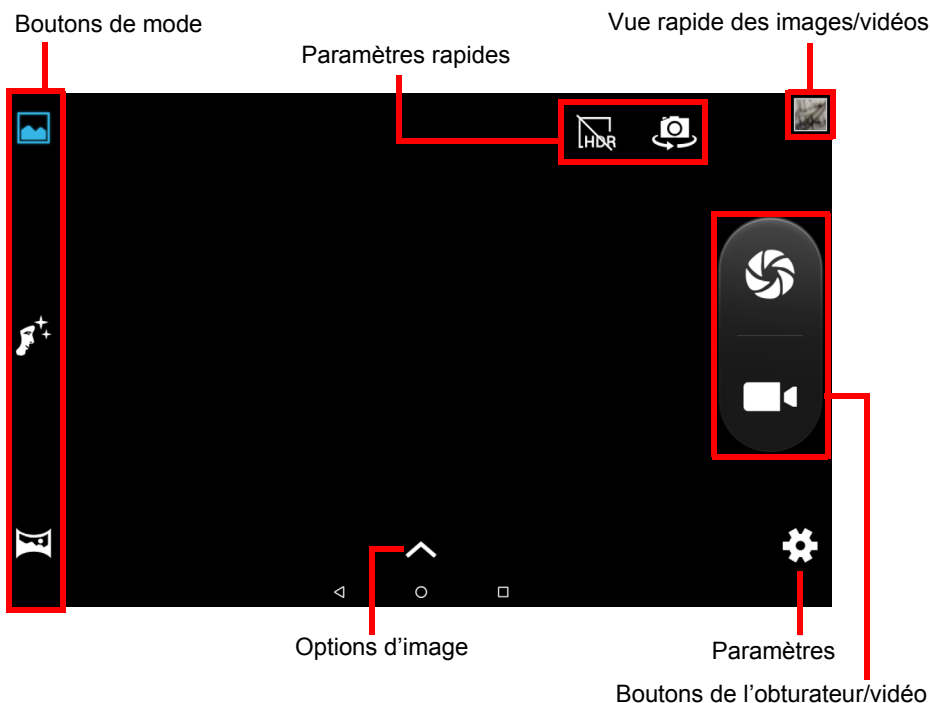 Boutons de mode
Vue rapide des images/vidéos
Paramètres rapides
HDR
Options d’image
Paramètres
Boutons de l’obturateur/vidéo